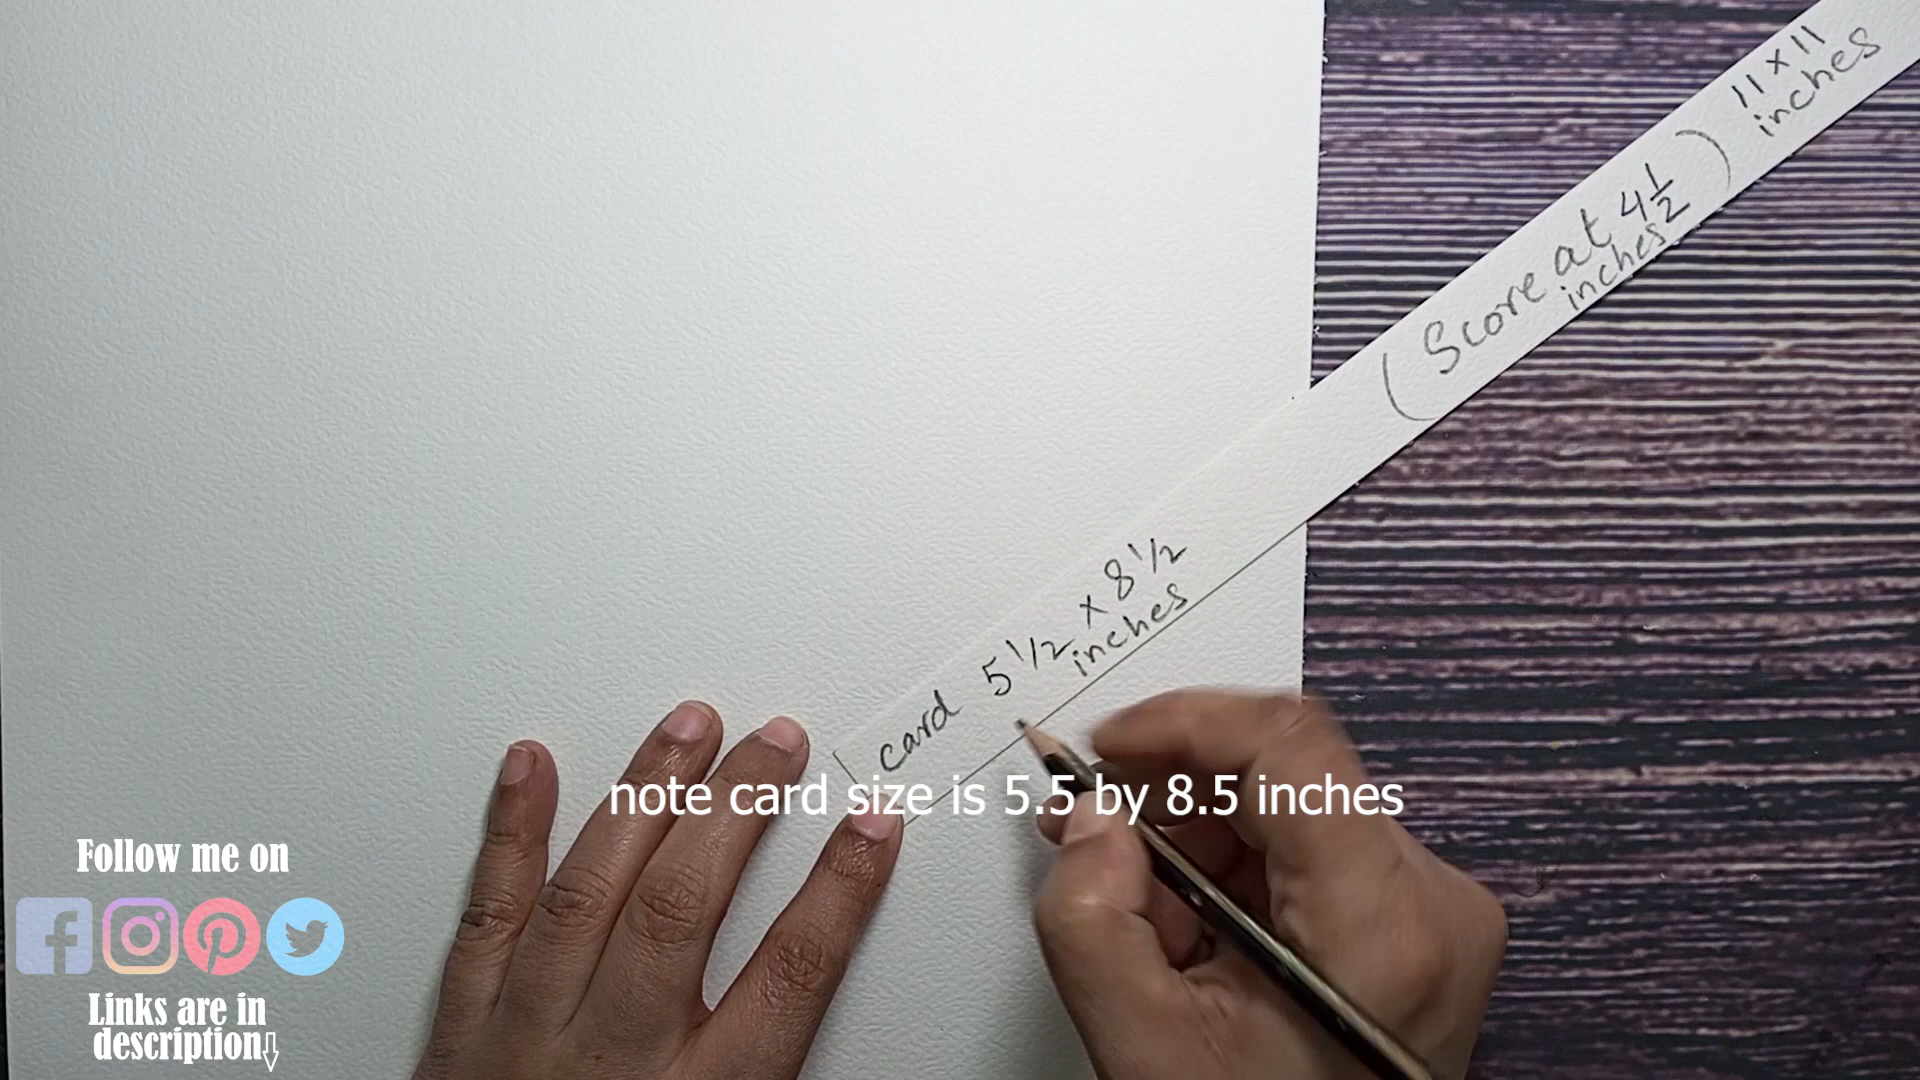 11 x 11
inches
(Score at 4 1/2)
inches
card 5 1/2 x 8 1/2
inches
note card size is 5.5 by 8.5 inches
Follow me on
Links are in
description